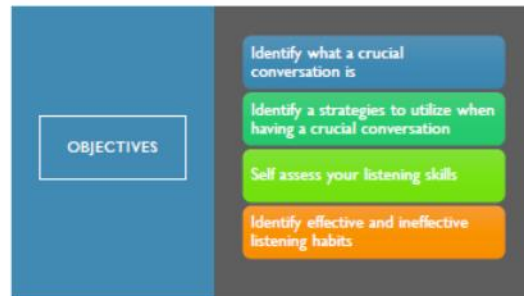 OBJECTIVES
Identify what a crucial
conversation is
Identify a strategies to utilize when
having a crucial conversation
Self assess your listening skills
Identify effective and ineffective
listening habits